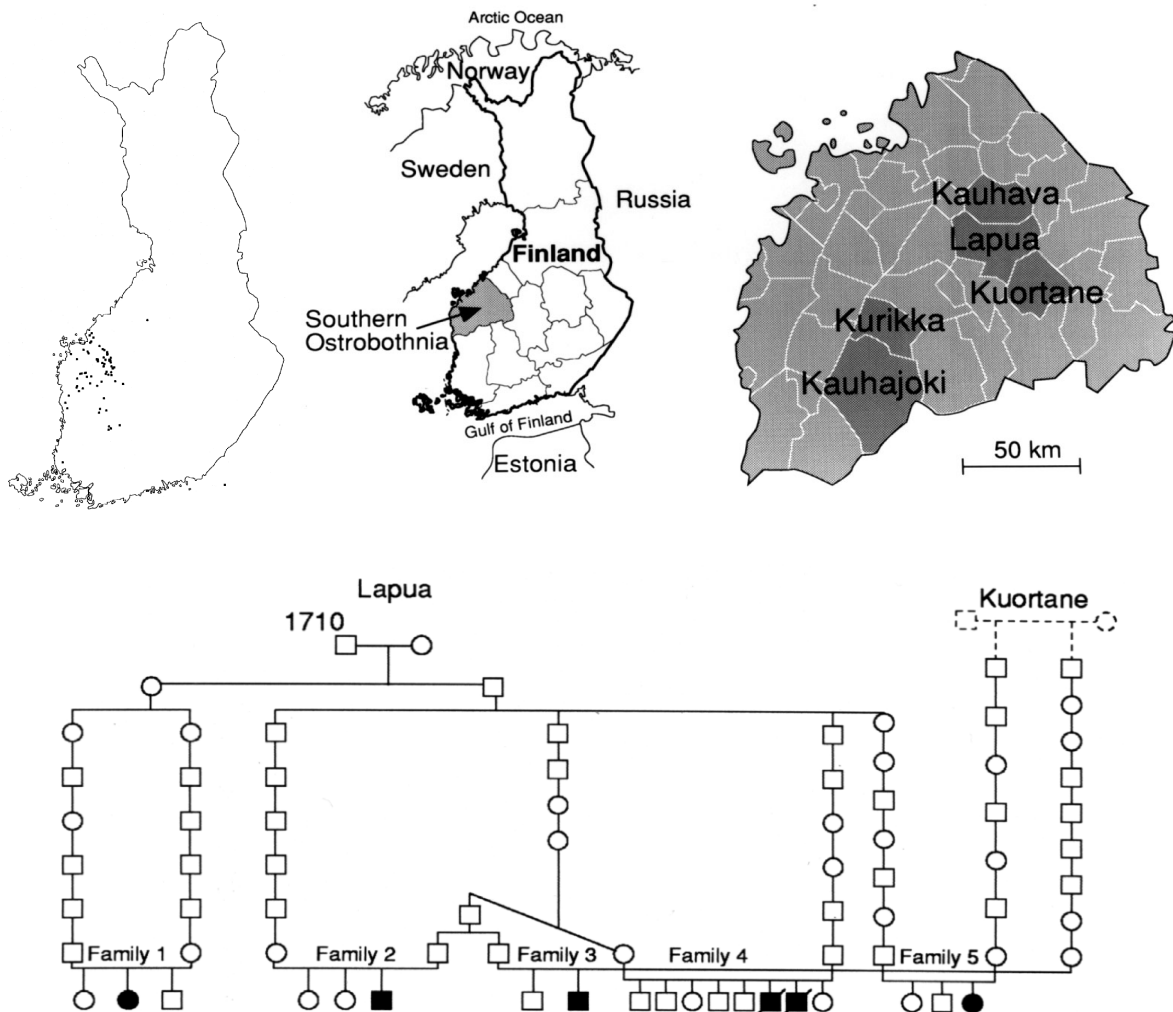 Arctic Ocean
Norway
Sweden
Russia
Finland
Southern
Ostrobothnia
Gulf of Finland
Estonia
Kauhava
Lapua
Kuortane
Kurikka
Kauhajoki
50 km
Lapua
1710
Kuortane
Family 1
Family 2
Family 3
Family 4
Family 5